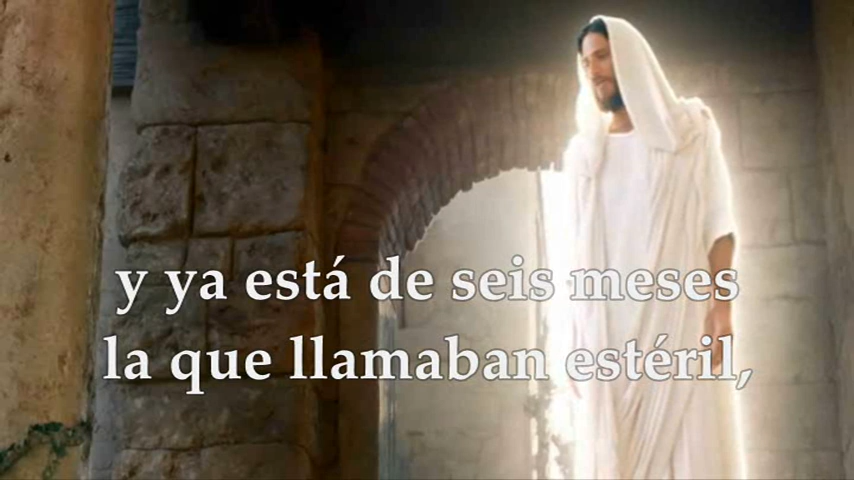 y ya está de seis meses
la que llamaban estéril,